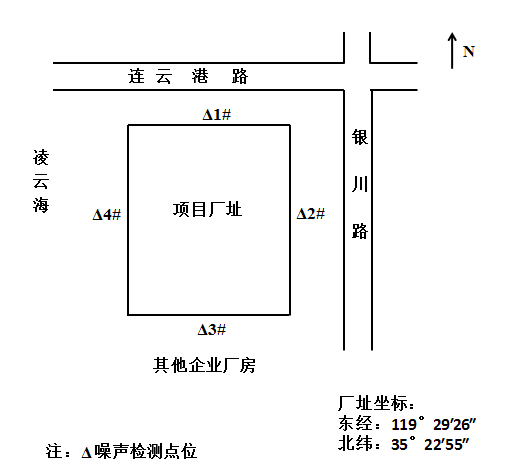 N
连云港路
Δ1#
银川路
凌云海
Δ4#
项目厂址
Δ2#
Δ3#
其他企业厂房
厂址坐标：
东经：119°29′26″
北纬：35°22′55″
注：Δ噪声检测点位